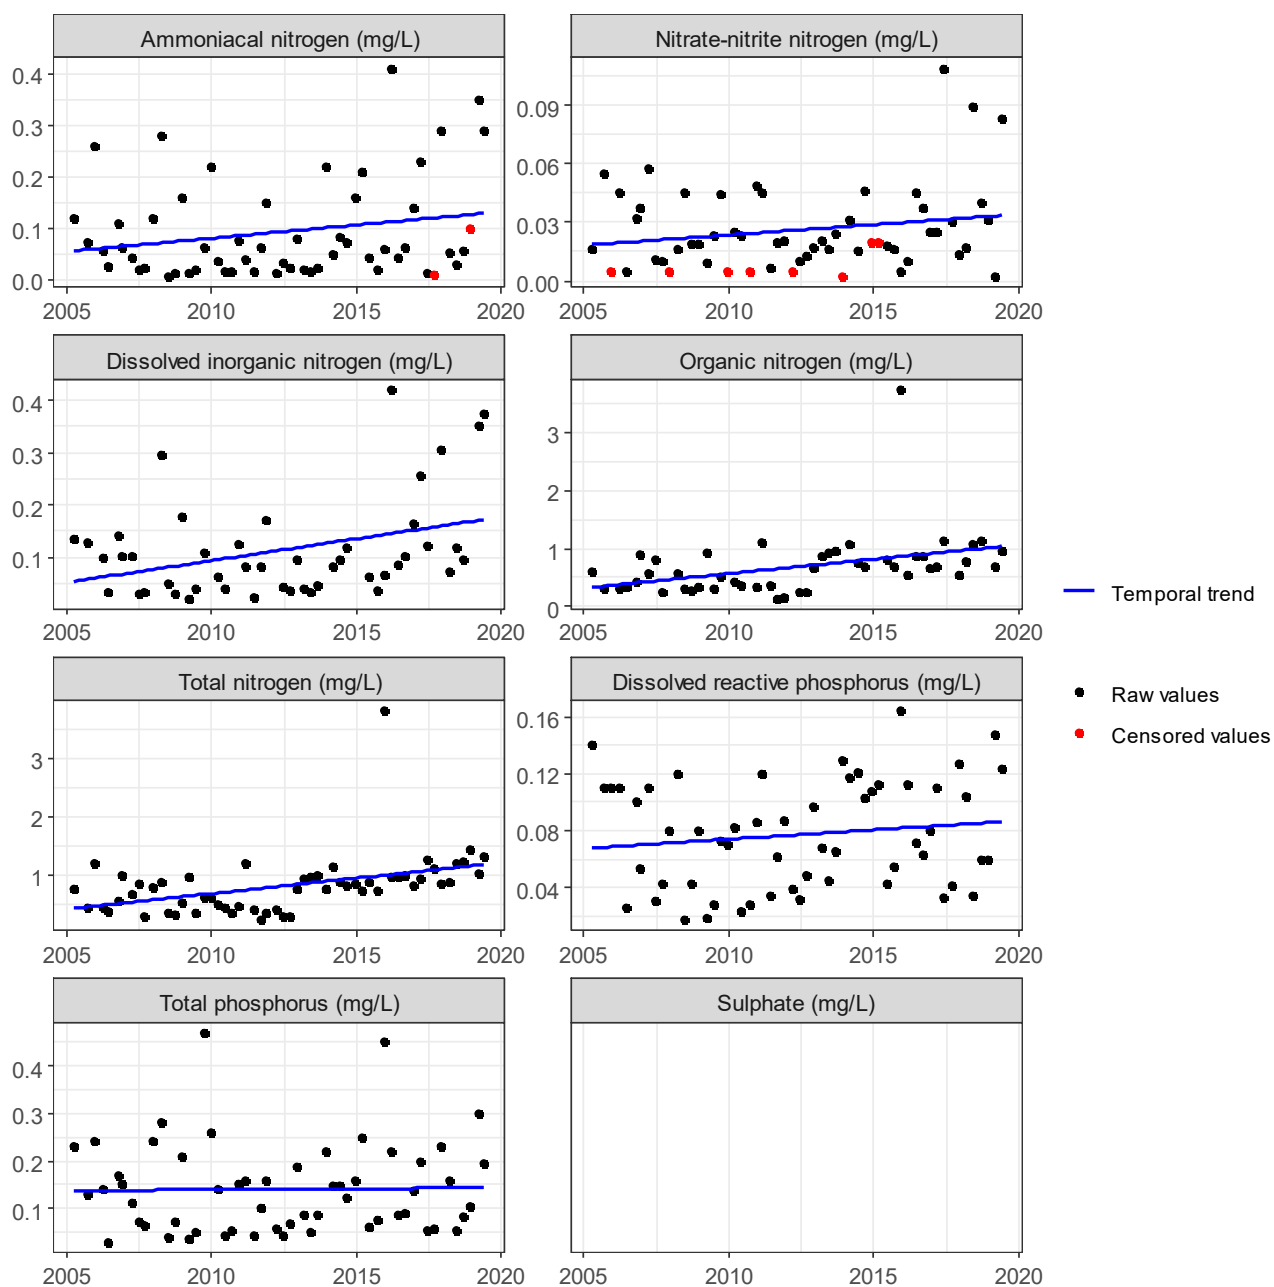 Ammoniacal nitrogen (mg/L)
0.4
0.3
0.2
0.1
0.0
2005 2010 2015 2020
Nitrate-nitrite nitrogen (mg/L)
0.09
0.06
0.03
0.00
2005 2010 2015 2020
Dissolved inorganic nitrogen (mg/L)
0.4
0.3
0.2
0.1
2005 2010 2015 2020
Organic nitrogen (mg/L)
3
2
1
0
2005 2010 2015 2020
Total nitrogen (mg/L)
3
2
1
2005 2010 2015 2020
Dissolved reactive phosphorus (mg/L)
0.16
0.12
0.08
0.04
2005 2010 2015 2020
Total phosphorus (mg/L)
0.4
0.3
0.2
0.1
2005 2010 2015 2020
Sulphate (mg/L)
2005 2010 2015 2020
Temporal trend
Raw values
Censored values